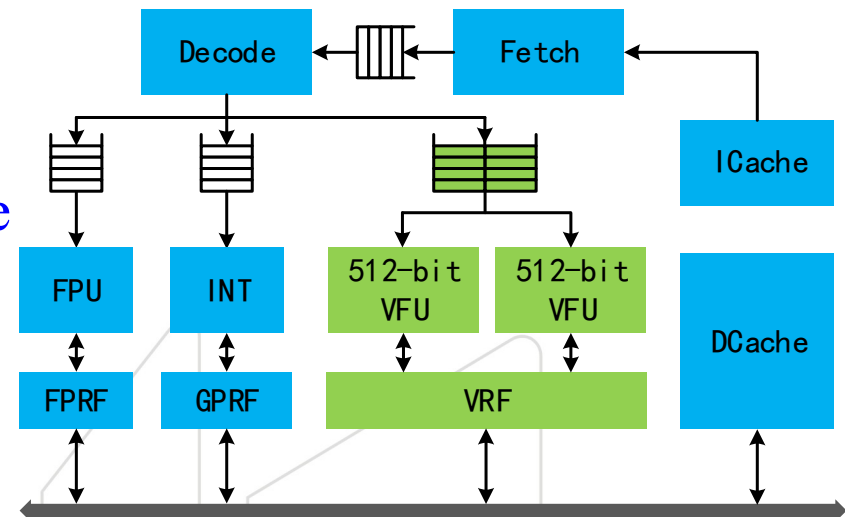 Decode
Fetch
ICache
e
FPU
INT
512-bit
VFU
512-bit
VFU
DCache
FPRF
GPRF
VRF